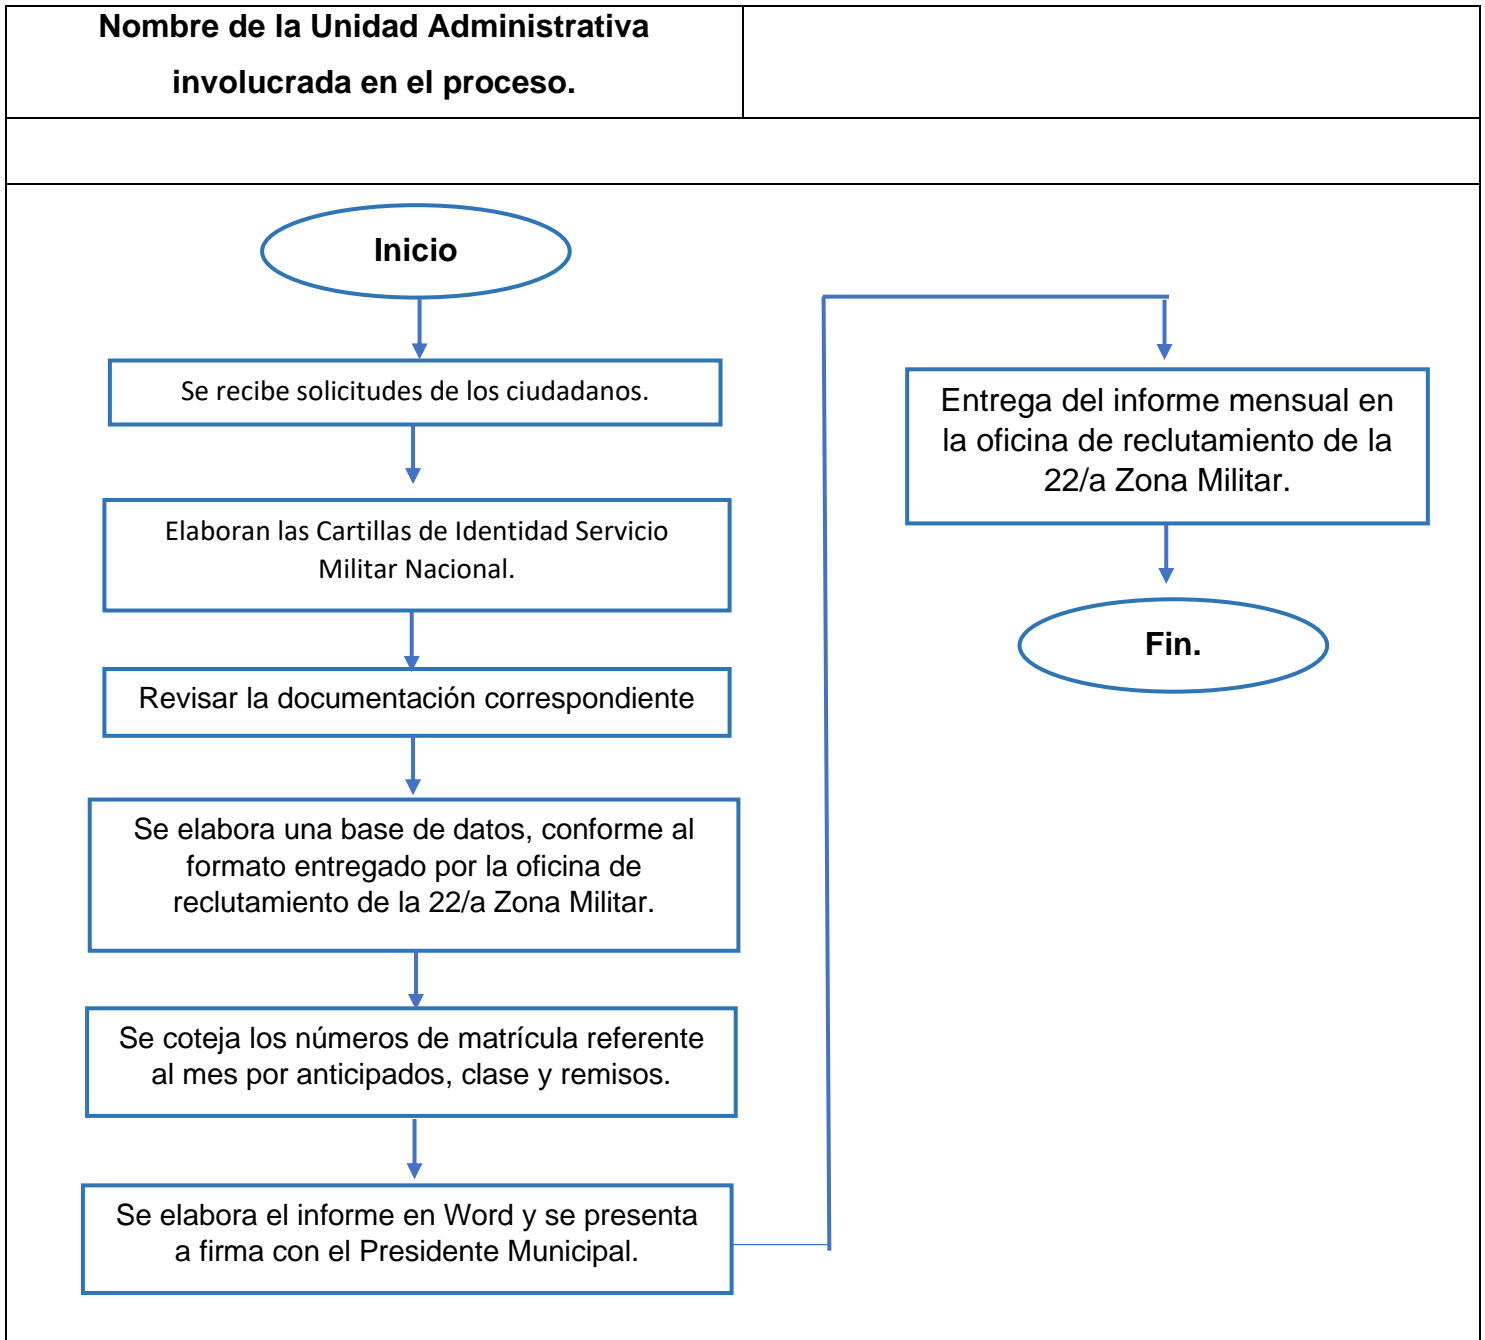 Nombre de la Unidad Administrativa
involucrada en el proceso.
Inicio
Se recibe solicitudes de los ciudadanos.
Elaboran las Cartillas de Identidad Servicio
Militar Nacional.
Revisar la documentación correspondiente
Se elabora una base de datos, conforme al
formato entregado por la oficina de
reclutamiento de la 22/a Zona Militar.
Se coteja los números de matrícula referente
al mes por anticipados, clase y remisos.
Se elabora el informe en Word y se presenta
a firma con el Presidente Municipal.
Entrega del informe mensual en
la oficina de reclutamiento de la
22/a Zona Militar.
Fin.